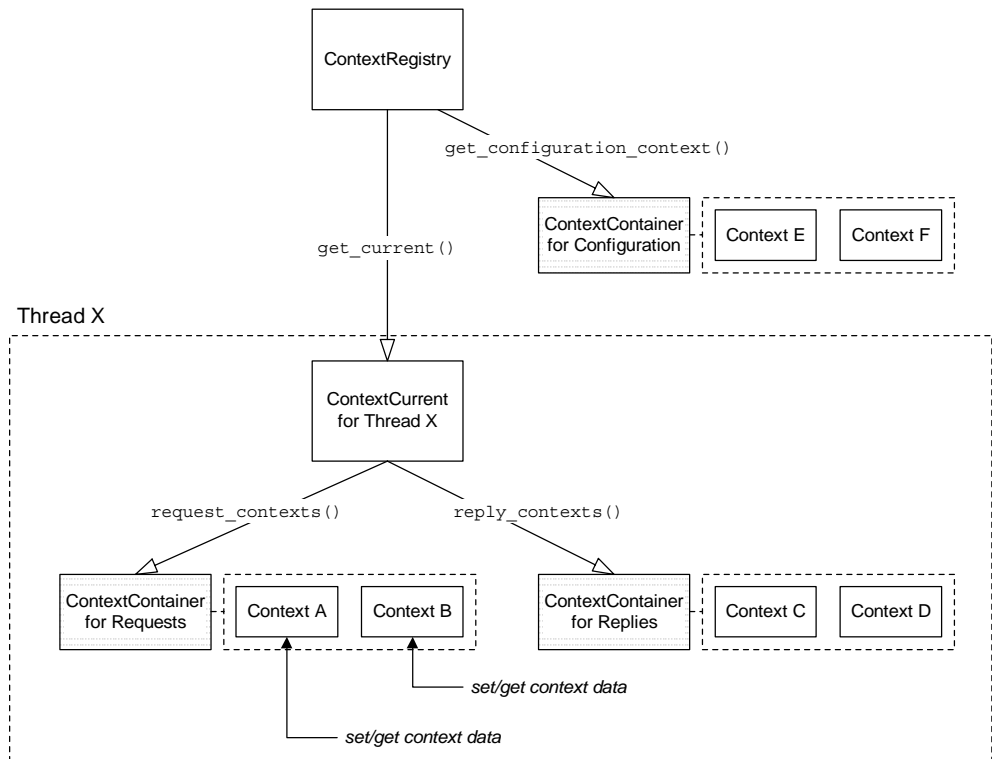 ContextRegistry
get_configuration_context()
ContextContainer
for Configuration
Context E
Context F
get_current()
Thread X
ContextCurrent
for Thread X
request_contexts()
reply_contexts()
ContextContainer
for Requests
Context A
Context B
ContextContainer
for Replies
Context C
Context D
set/get context data
set/get context data